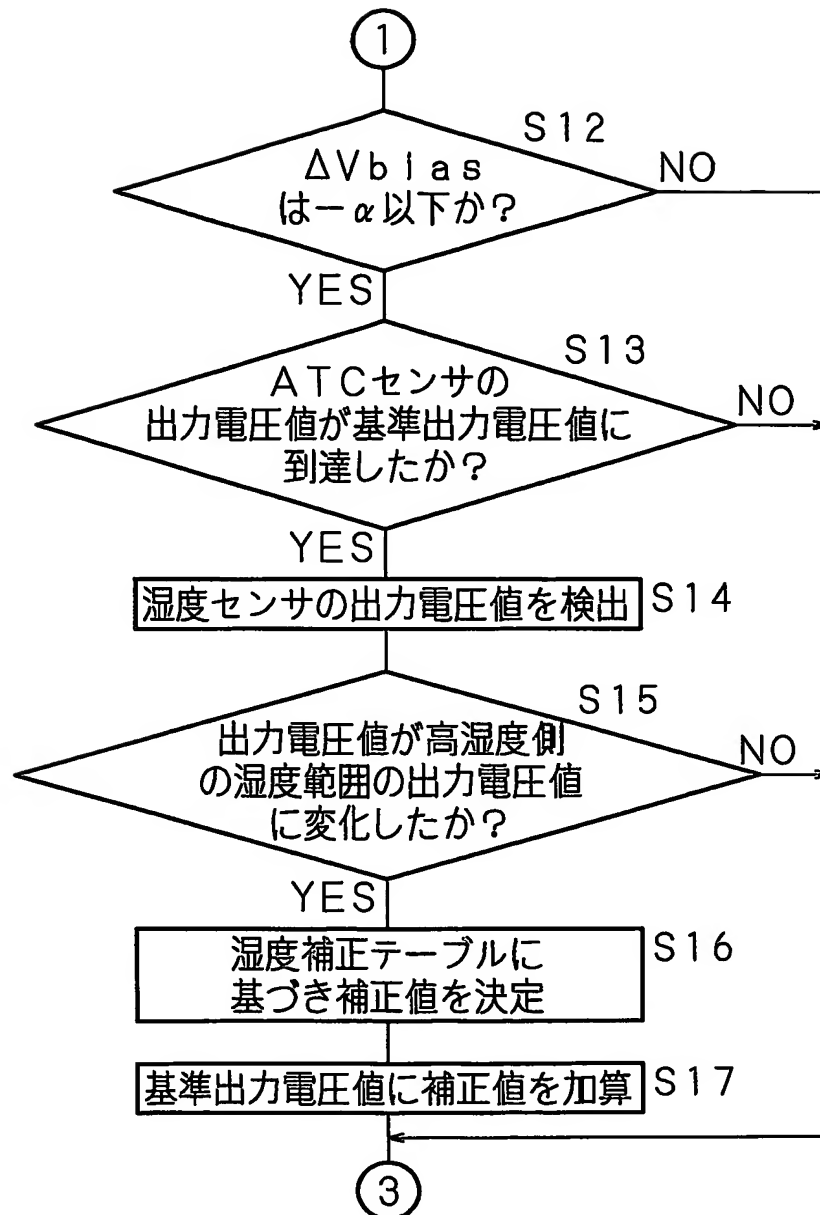 1
S12
ΔVbias
は－α以下か？
NO
YES
S13
ATCセンサの
出力電圧値が基準出力電圧値に
到達したか？
NO
YES
湿度センサの出力電圧値を検出
S14
S15
出力電圧値が高湿度側
の湿度範囲の出力電圧値
に変化したか？
NO
YES
湿度補正テーブルに
基づき補正値を決定
S16
基準出力電圧値に補正値を加算
S17
3